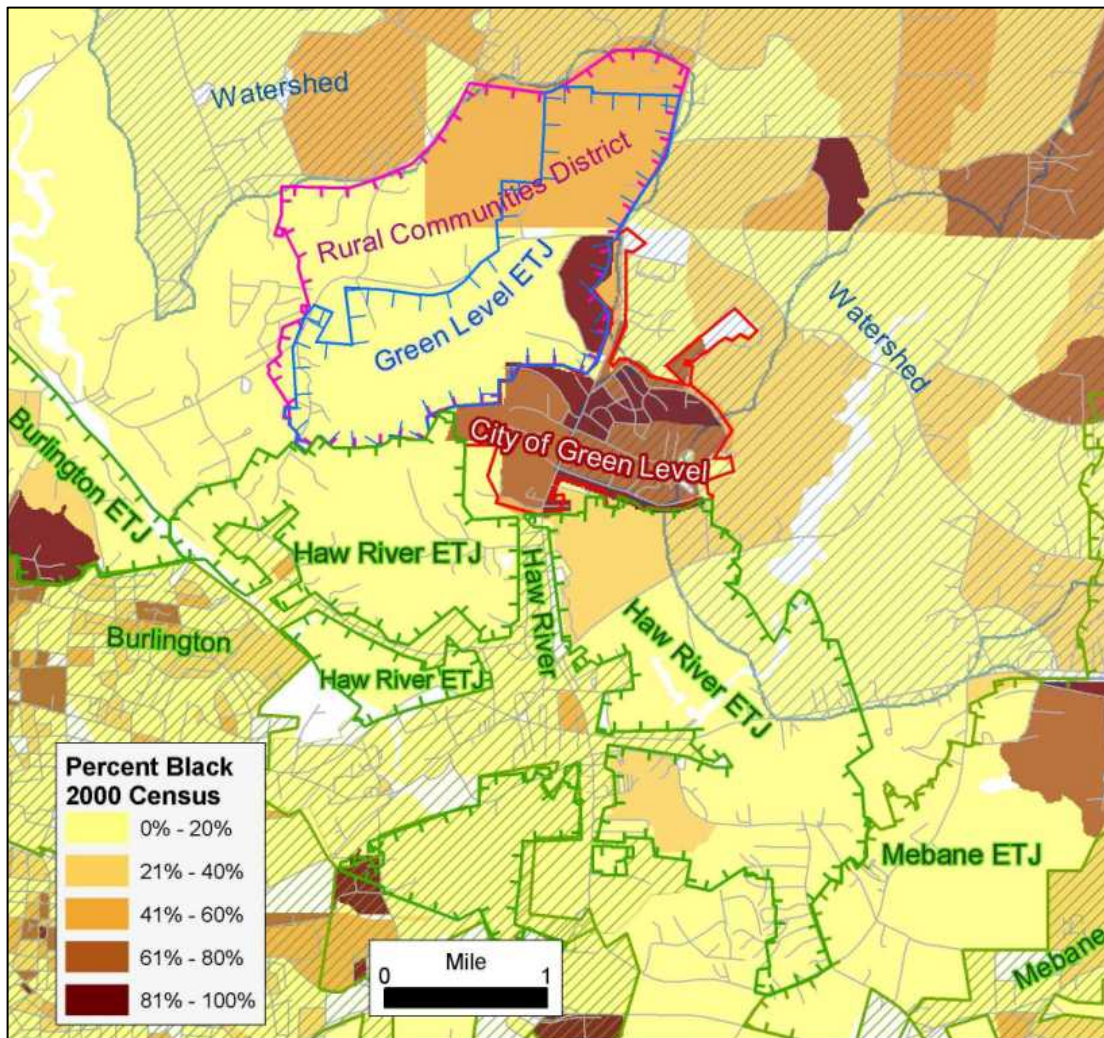 Watershed
Rural Communities District
Green Level ETJ
Watershed
Burlington ETJ
City of Green Level
Haw River ETJ
Haw River
Haw River ETJ
Burlington
Haw River ETJ
Mebane ETJ
Mebane
Percent Black
2000 Census
0% - 20%
21% - 40%
41% - 60%
61% - 80%
81% - 100%
Mile
0 1